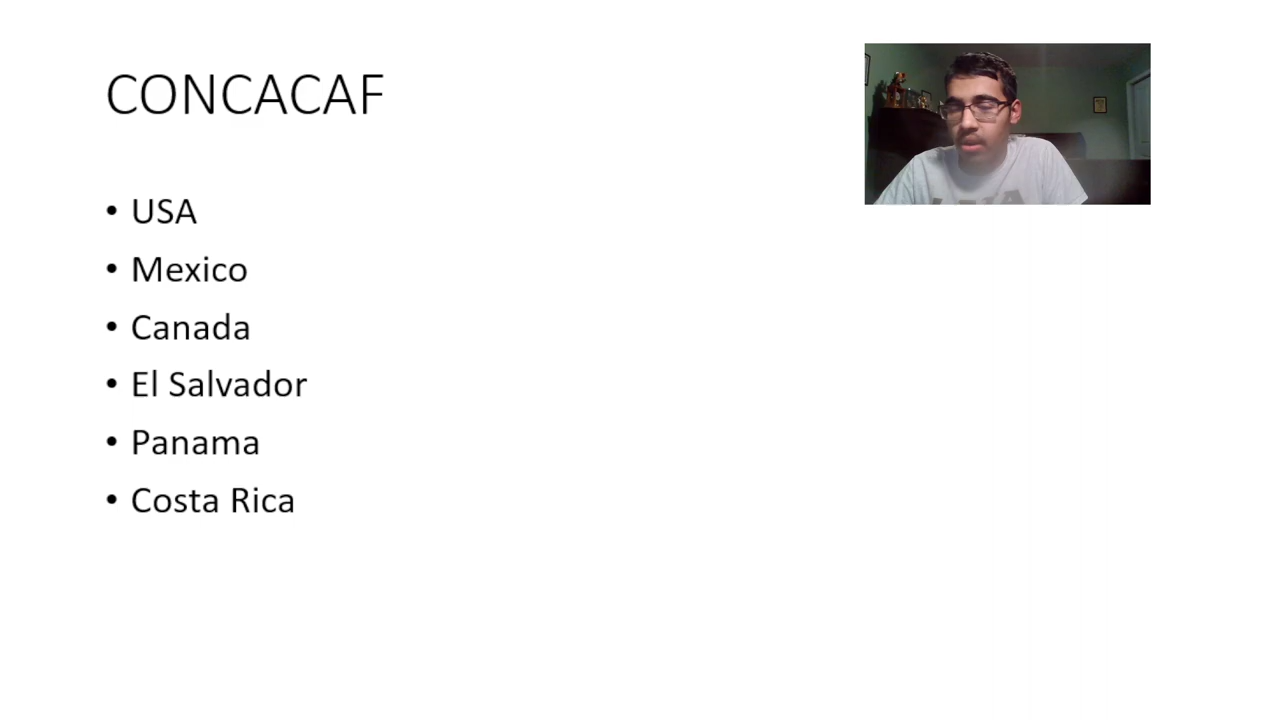 CONCACAF
• USA
• Mexico
• Canada
• El Salvador
• Panama
• Costa Rica